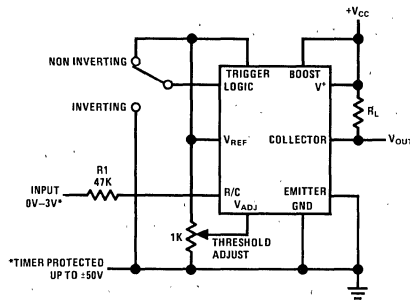 +VCC
NON INVERTING
TRIGGER
BOOST
LOGIC
V+
INVERTING
RL
VREF
COLLECTOR
VOUT
R1
47K
INPUT
0V–3V*
R/C
EMITTER
VADJ
GND
1K
THRESHOLD
ADJUST
*TIMER PROTECTED
UP TO ±50V